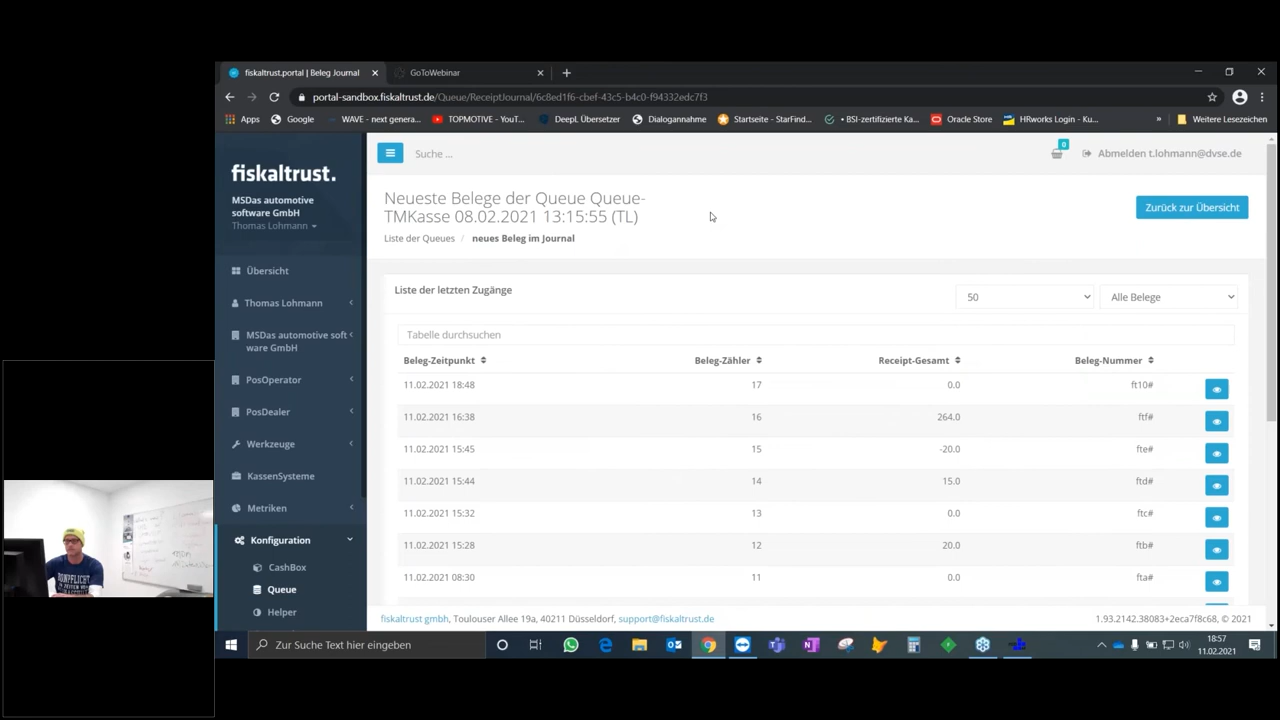 fiskaltrust.portal | Beleg Journal
GoToWebinar
portal-sandbox.fiskaltrust.de/Queue/ReceiptJournal/6c8ed1f6-cbef-43c5-b4c0-f94332edc7f3
Apps
Google
WAVE - next genera...
TOPMOTIVE - YouT...
DeepL Übersetzer
Dialogannahme
Startseite - StarFind...
• BSI-zertifizierte Ka...
Oracle Store
HRworks Login - Ku...
»
Weitere Lesezeichen
fiskaltrust.
MSDas automotive
software GmbH
Thomas Lohmann
Suche ...
0
Abmelden t.lohmann@dvse.de
Neueste Belege der Queue Queue-
TMKasse 08.02.2021 13:15:55 (TL)
Zurück zur Übersicht
Liste der Queues / neues Beleg im Journal
Übersicht
Thomas Lohmann
MSDas automotive soft
ware GmbH
PosOperator
PosDealer
Werkzeuge
KassenSysteme
Metriken
Konfiguration
CashBox
Queue
Helper
Liste der letzten Zugänge
50
Alle Belege
Tabelle durchsuchen
Beleg-Zeitpunkt Beleg-Zähler Receipt-Gesamt Beleg-Nummer
11.02.2021 18:48 17 0.0 ft10#
11.02.2021 16:38 16 264.0 ftf#
11.02.2021 15:45 15 -20.0 fte#
11.02.2021 15:44 14 15.0 ftd#
11.02.2021 15:32 13 0.0 ftc#
11.02.2021 15:28 12 20.0 ftb#
11.02.2021 08:30 11 0.0 fta#
fiskaltrust gmbh, Toulouser Allee 19a, 40211 Düsseldorf, support@fiskaltrust.de
1.93.2142.38083+2eca7f8c68, © 2021
Zur Suche Text hier eingeben
18:57
11.02.2021